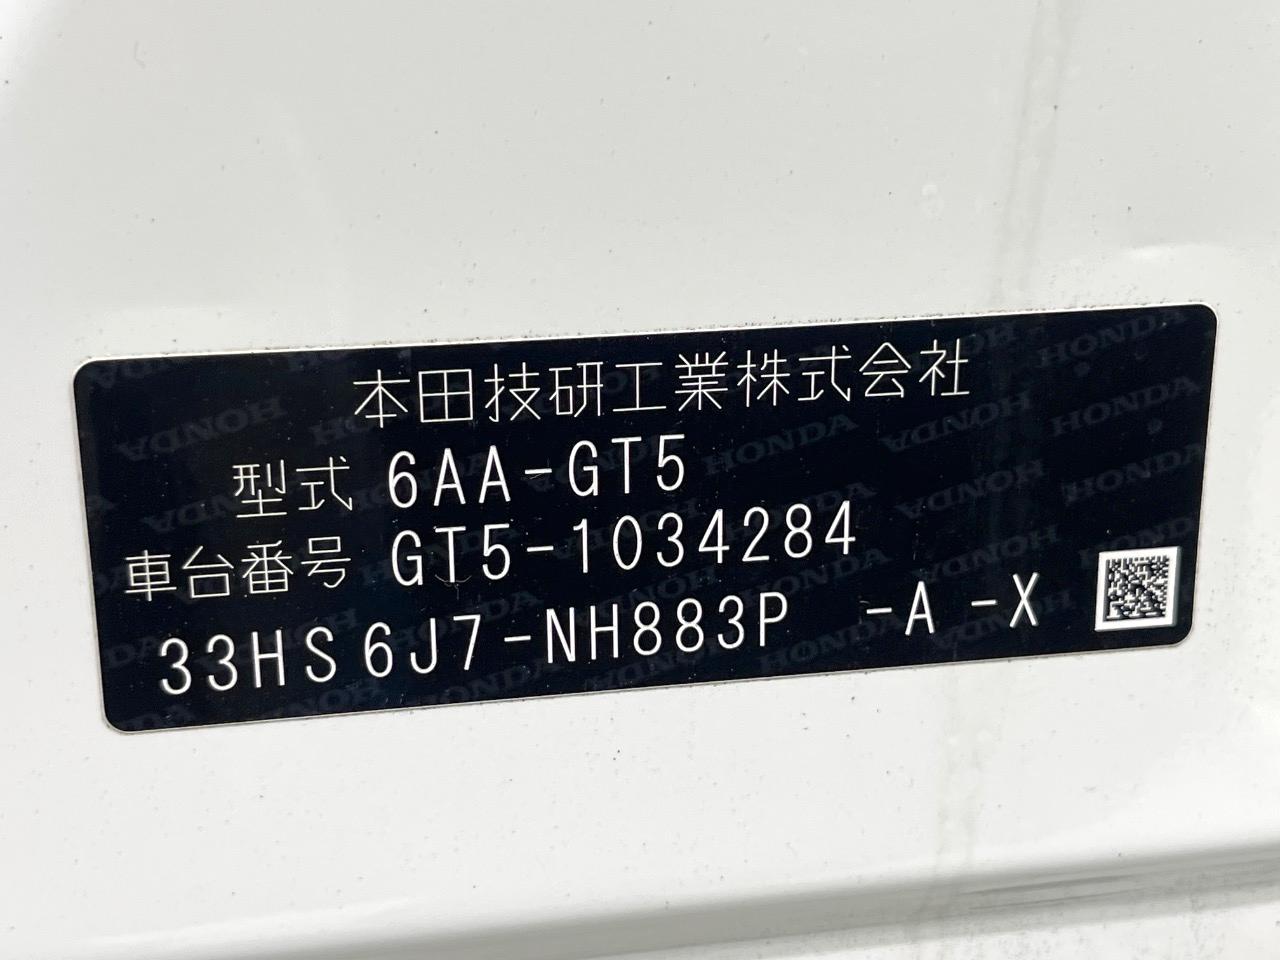 本田技研工業株式会社
型式 6AA-GT5
車台番号 GT5-1034284
33HS6J7-NH883P -A -X